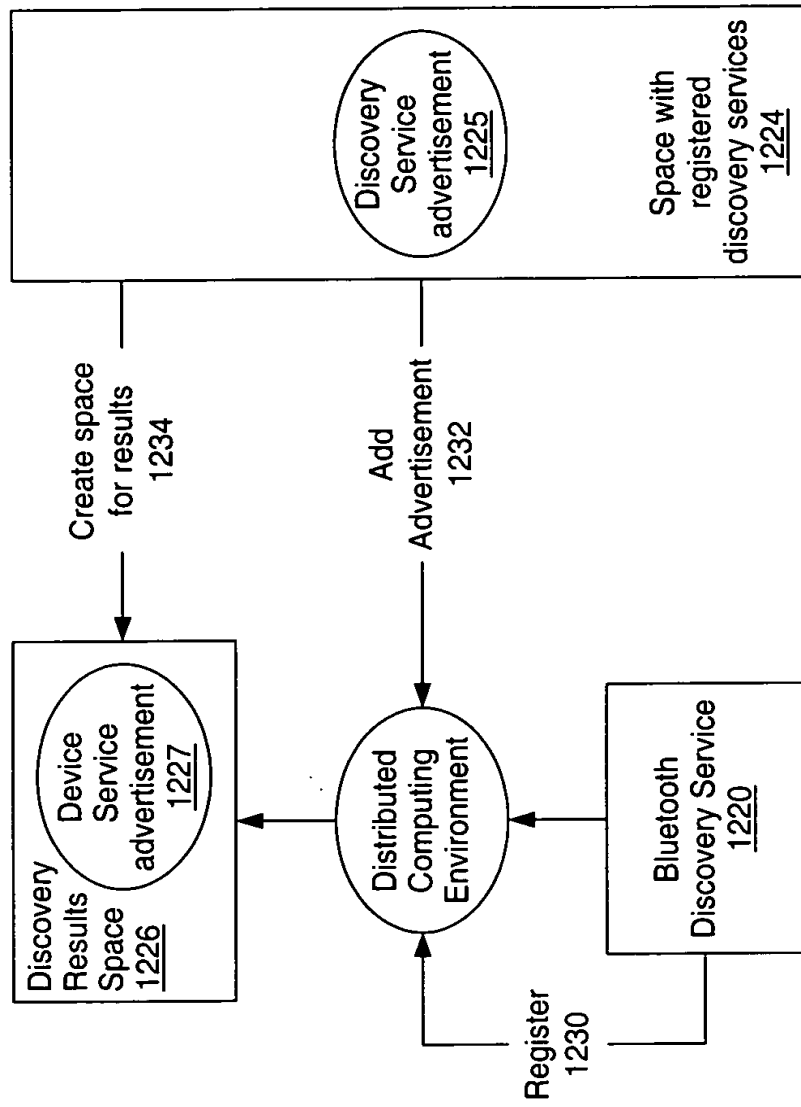 Discovery
Results
Space
1226
Device
Service
advertisement
1227
Create space
for results
1234
Discovery
Service
advertisement
1225
Space with
registered
discovery services
1224
Add
Advertisement
1232
Distributed
Computing
Environment
Register
1230
Bluetooth
Discovery Service
1220